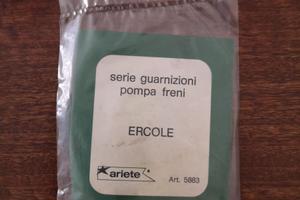 serie guarnizioni
pompa freni
ERCOLE
ariete
Art. 5883